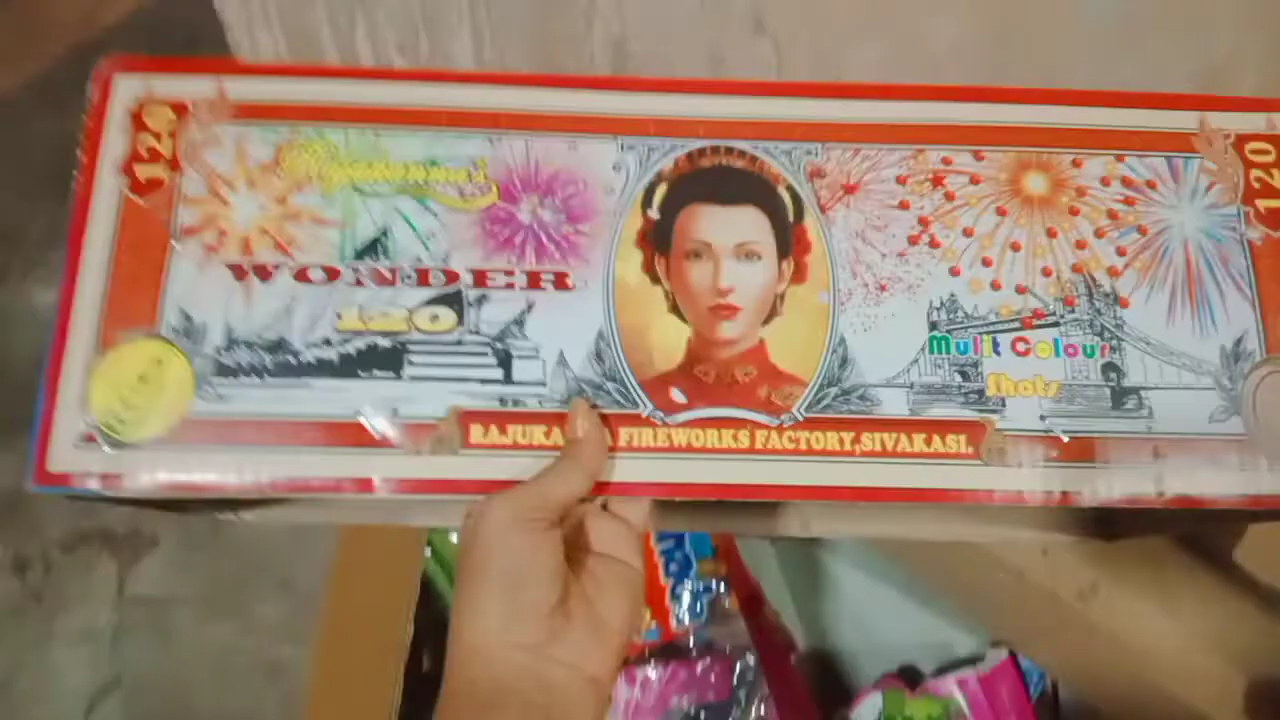 120
120
WONDER
120
Mulit Colour
Shots
FIREWORKS FACTORY,SIVAKASI.